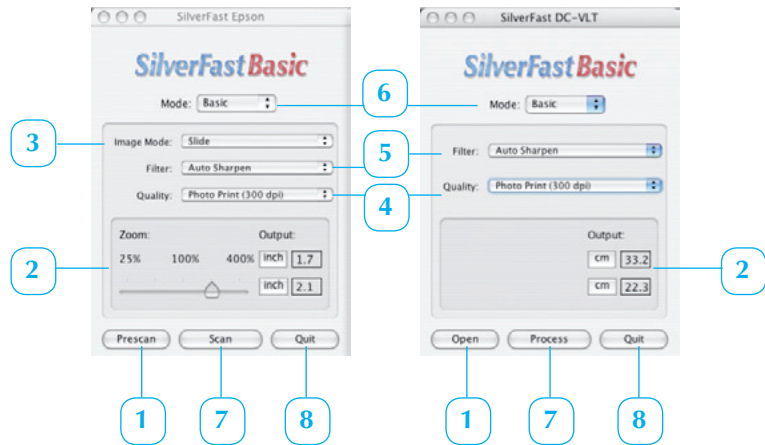 SilverFast Epson
SilverFast Basic
Mode: Basic
Image Mode: Slide
Filter: Auto Sharpen
Quality: Photo Print (300 dpi)
Zoom: Output:
25% 100% 400% inch 1.7
inch 2.1
Prescan Scan Quit
SilverFast DC-VLT
SilverFast Basic
Mode: Basic
Filter: Auto Sharpen
Quality: Photo Print (300 dpi)
Output:
cm 33.2
cm 22.3
Open Process Quit
6
3
5
4
2
2
1
7
8
1
7
8